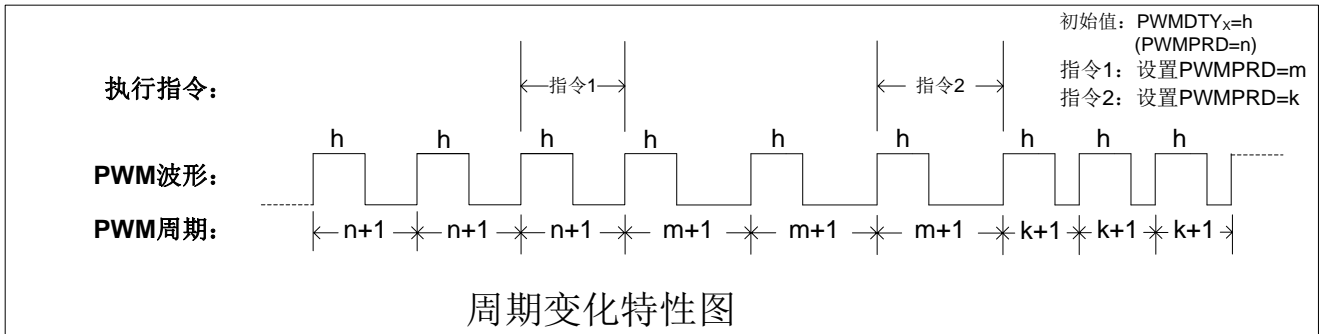 初始值：PWMDTYX=h
(PWMPRD=n)
执行指令：
指令1
指令2
指令1：设置PWMPRD=m
指令2：设置PWMPRD=k
h h h h h h h h h
PWM波形：
PWM周期：
n+1 n+1 n+1 m+1 m+1 m+1 k+1 k+1 k+1
周期变化特性图